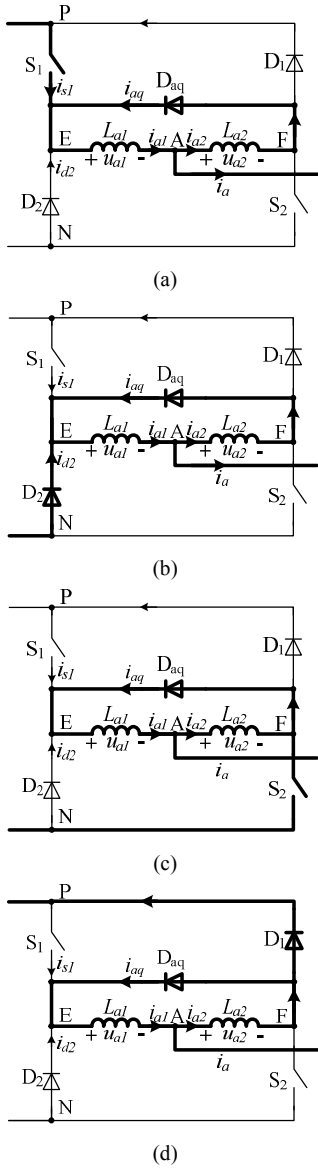 P
S1 D1
is1 iaq Daq
E La1 ia1 A ia2 La2 F
+ ua1 - + ua2 -
id2 ia
D2 S2
N
(a)
P
S1 D1
is1 iaq Daq
E La1 ia1 A ia2 La2 F
+ ua1 - + ua2 -
id2 ia
D2 S2
N
(b)
P
S1 D1
is1 iaq Daq
E La1 ia1 A ia2 La2 F
+ ua1 - + ua2 -
id2 ia
D2 S2
N
(c)
P
S1 D1
is1 iaq Daq
E La1 ia1 A ia2 La2 F
+ ua1 - + ua2 -
id2 ia
D2 S2
N
(d)